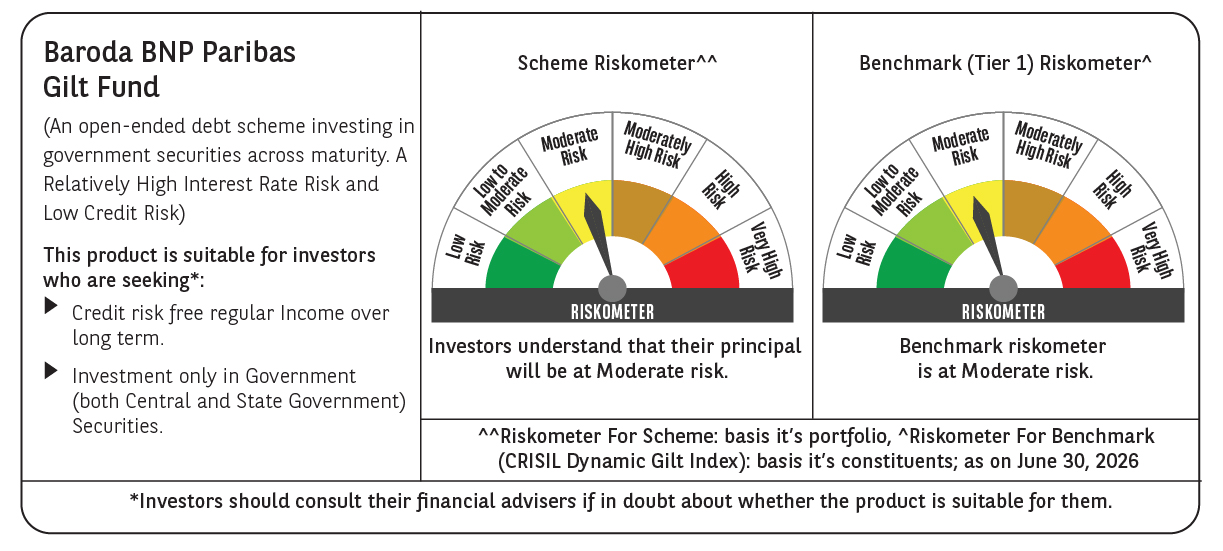 Baroda BNP Paribas
Gilt Fund
(An open-ended debt scheme investing in
government securities across maturity. A
Relatively High Interest Rate Risk and
Low Credit Risk)
This product is suitable for investors
who are seeking*:
Credit risk free regular Income over
long term.
Investment only in Government
(both Central and State Government)
Securities.
Scheme Riskometer^^
Low
Risk
Low to
Moderate
Risk
Moderate
Risk
Moderately
High Risk
High
Risk
Very High
Risk
RISKOMETER
Investors understand that their principal
will be at Moderate risk.
Benchmark (Tier 1) Riskometer^
Low
Risk
Low to
Moderate
Risk
Moderate
Risk
Moderately
High Risk
High
Risk
Very High
Risk
RISKOMETER
Benchmark riskometer
is at Moderate risk.
^^Riskometer For Scheme: basis it's portfolio, ^Riskometer For Benchmark
(CRISIL Dynamic Gilt Index): basis it's constituents; as on June 30, 2026
*Investors should consult their financial advisers if in doubt about whether the product is suitable for them.